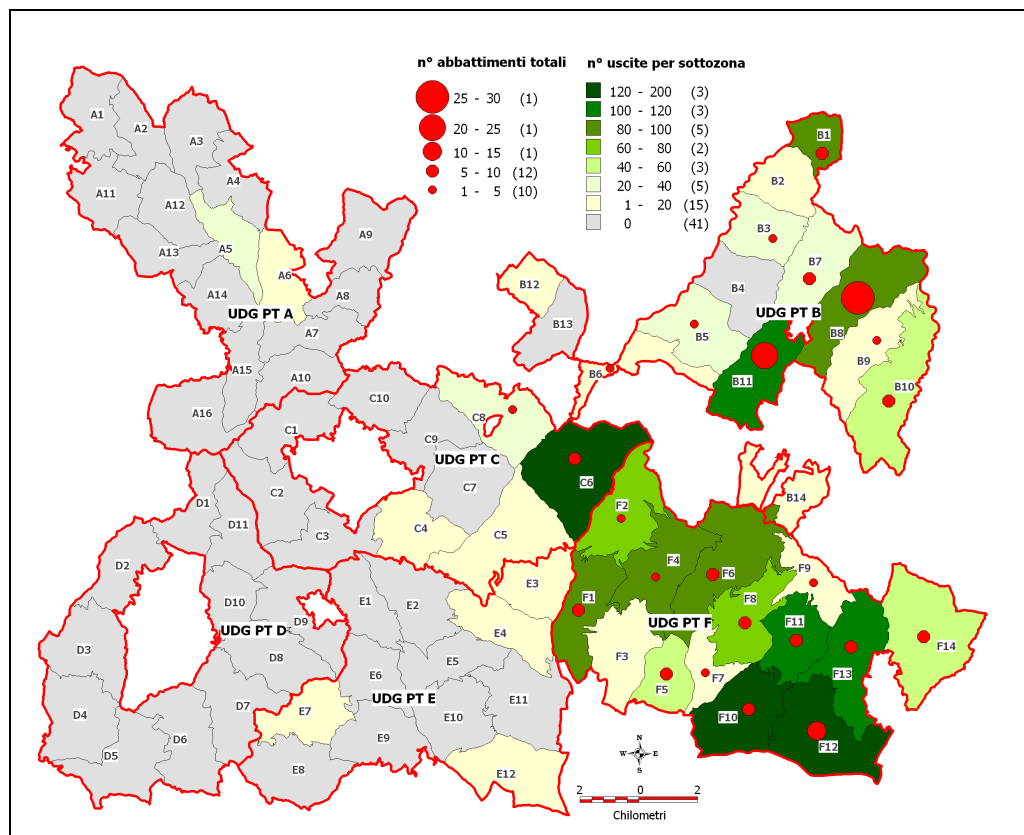 n° abbattimenti totali
25 - 30 (1)
20 - 25 (1)
10 - 15 (1)
5 - 10 (12)
1 - 5 (10)
n° uscite per sottozona
120 - 200 (3)
100 - 120 (3)
80 - 100 (5)
60 - 80 (2)
40 - 60 (3)
20 - 40 (5)
1 - 20 (15)
0 (41)
A1
A2
A3
A4
A11
A12
A5
A13
A6
A9
A14
A8
UDG PT A
A7
A15
A10
A16
B1
B2
B3
B7
B4
B12
B13
UDG PT B
B8
B5
B9
B6
B11
B10
B14
C10
C1
C8
C9
UDG PT C
C6
C7
C2
C4
C5
C3
D1
D11
D2
D10
D9
UDG PT D
D3
D8
D7
D4
D6
D5
E3
E1
E2
E4
E5
E6
UDG PT E
E11
E7
E10
E9
E8
E12
F2
F4
F6
F9
F1
F8
UDG PT F
F11
F3
F14
F7
F13
F5
F10
F12
N
W E
S
2 0 2
Chilometri